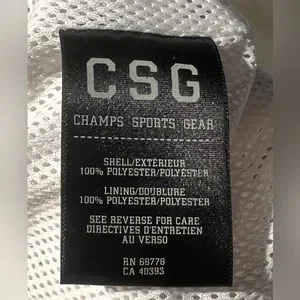 CSG
CHAMPS SPORTS GEAR
SHELL/EXTÉRIEUR
100% POLYESTER/POLYESTER
LINING/DOUBLURE
100% POLYESTER/POLYESTER
SEE REVERSE FOR CARE
DIRECTIVES D'ENTRETIEN
AU VERSO
RN 68776
CA 40393